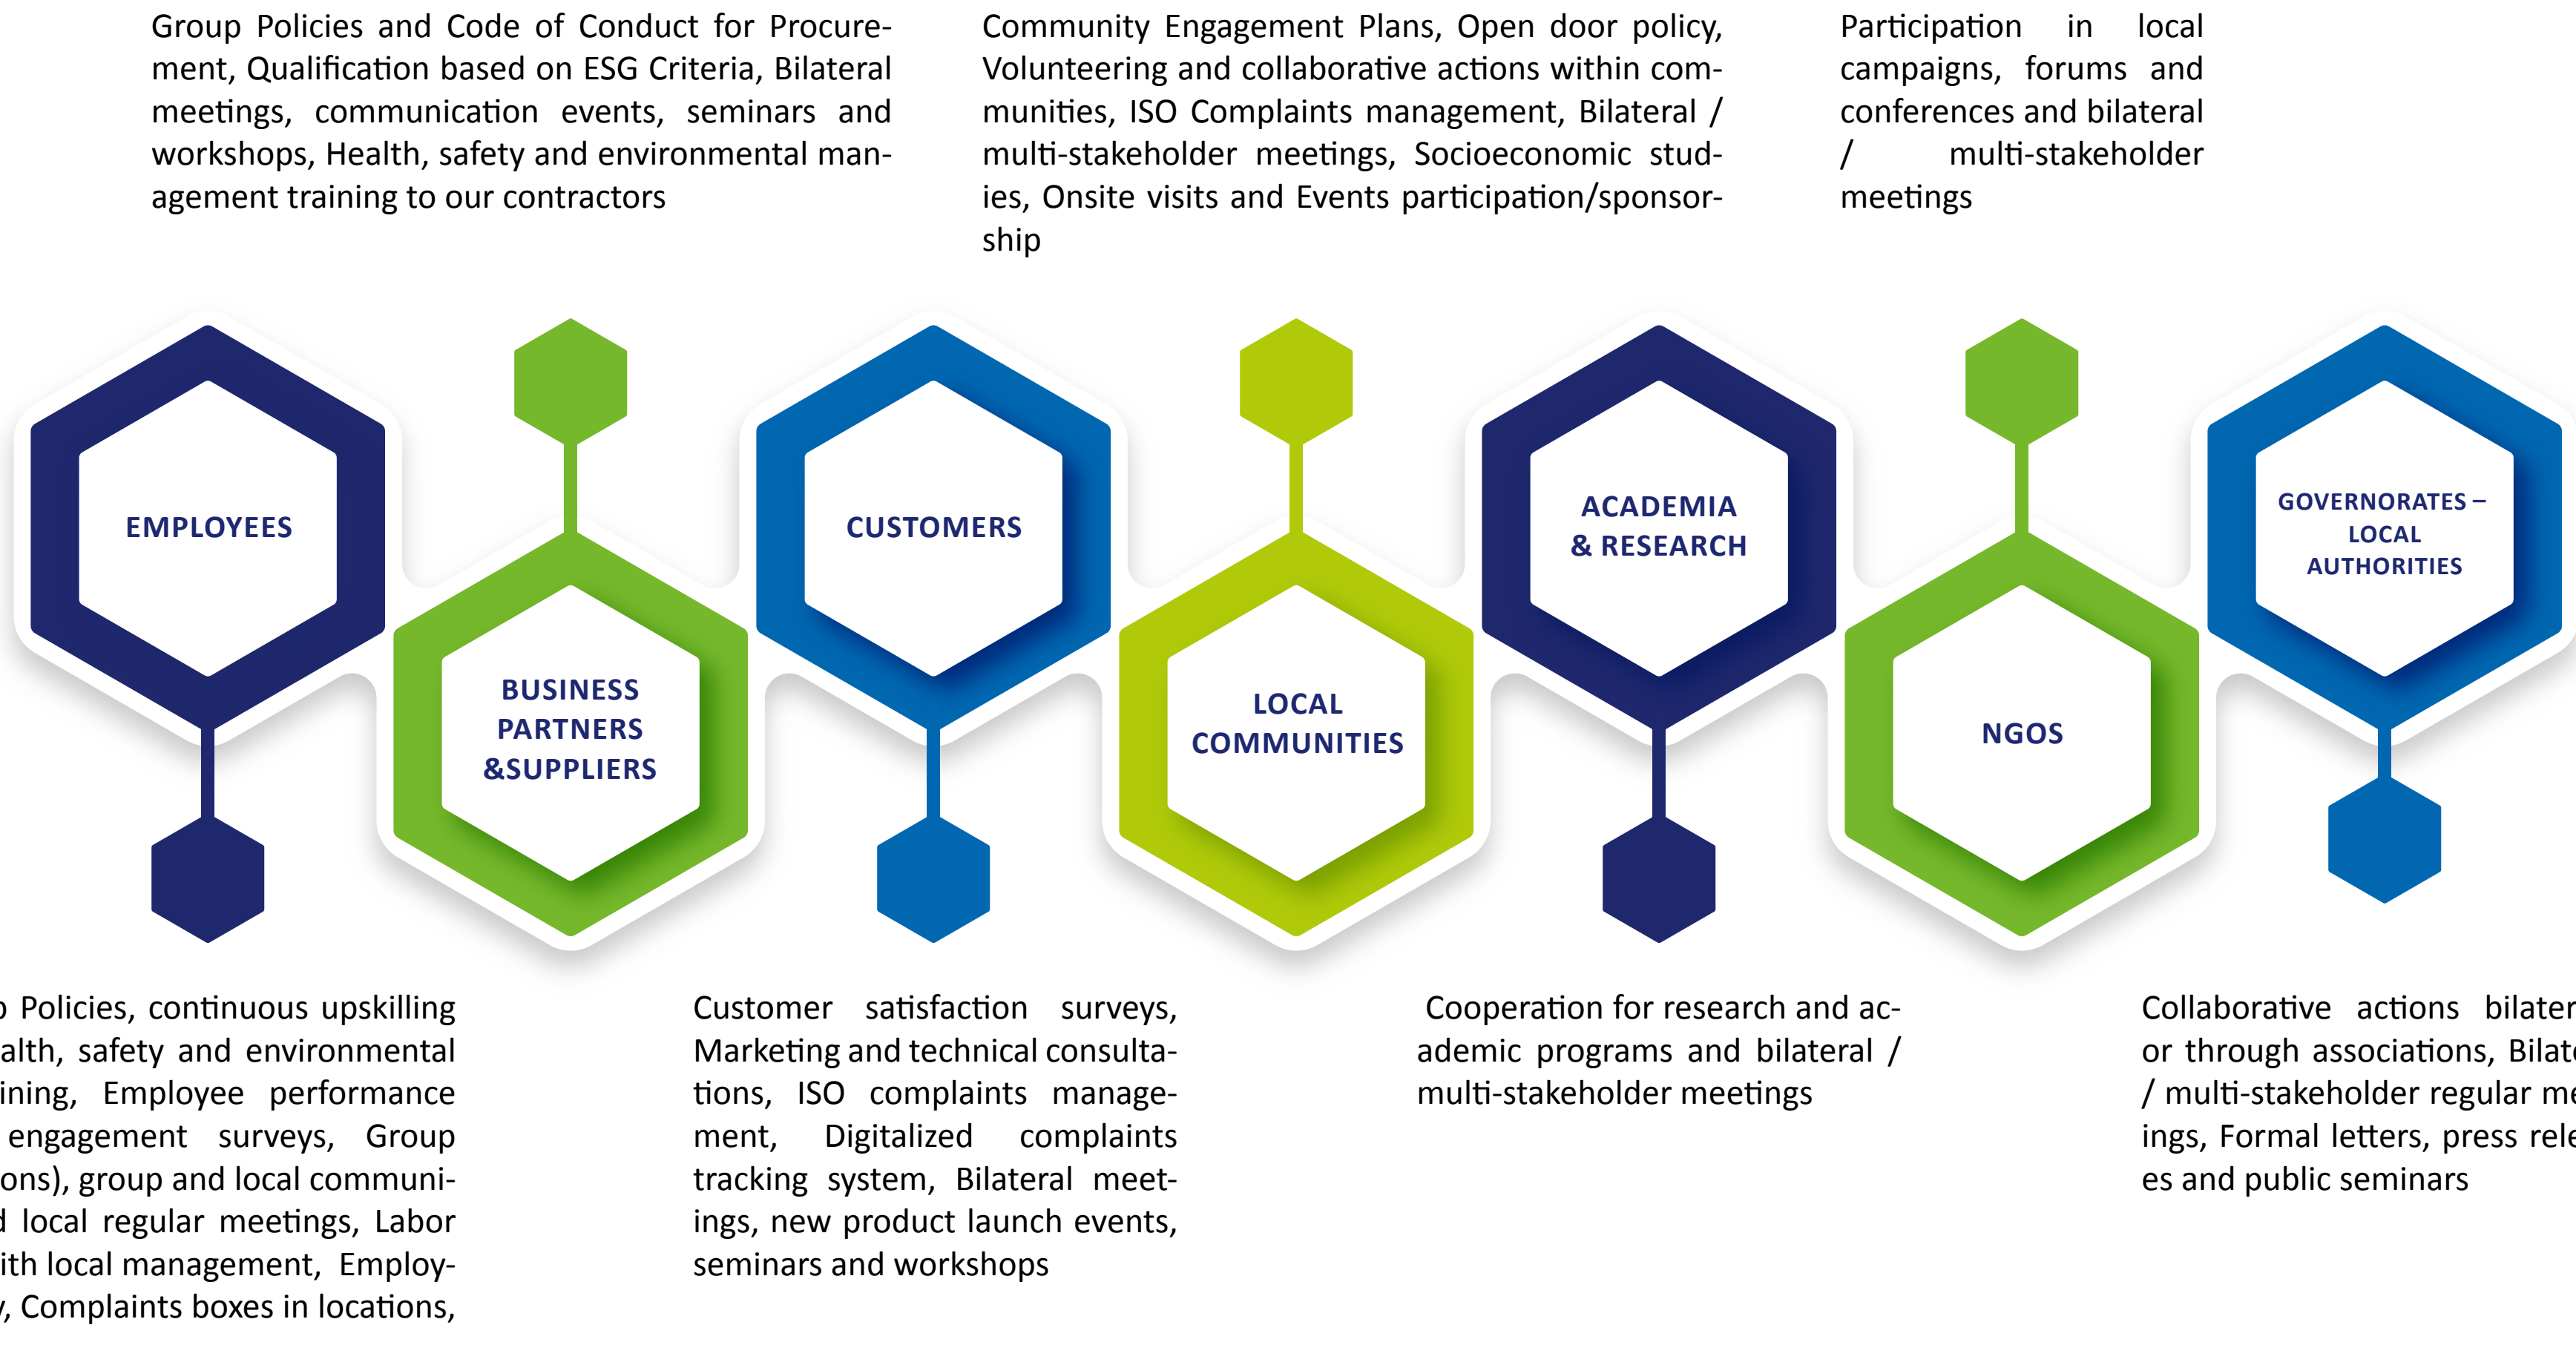 Group Policies and Code of Conduct for Procure-
ment, Qualification based on ESG Criteria, Bilateral
meetings, communication events, seminars and
workshops, Health, safety and environmental man-
agement training to our contractors
Community Engagement Plans, Open door policy,
Volunteering and collaborative actions within com-
munities, ISO Complaints management, Bilateral /
multi-stakeholder meetings, Socioeconomic stud-
ies, Onsite visits and Events participation/sponsor-
ship
Participation in local
campaigns, forums and
conferences and bilateral
/ multi-stakeholder
meetings
EMPLOYEES
BUSINESS
PARTNERS
&SUPPLIERS
CUSTOMERS
LOCAL
COMMUNITIES
ACADEMIA
& RESEARCH
NGOS
GOVERNORATES –
LOCAL
AUTHORITIES
Policies, continuous upskilling
safety and environmental
Employee performance
engagement surveys, Group
group and local communi-
local regular meetings, Labor
local management, Employ-
Complaints boxes in locations,
Customer satisfaction surveys,
Marketing and technical consulta-
tions, ISO complaints manage-
ment, Digitalized complaints
tracking system, Bilateral meet-
ings, new product launch events,
seminars and workshops
Cooperation for research and ac-
ademic programs and bilateral /
multi-stakeholder meetings
Collaborative actions
or through associations,
/ multi-stakeholder regular
ings, Formal letters, press
es and public seminars